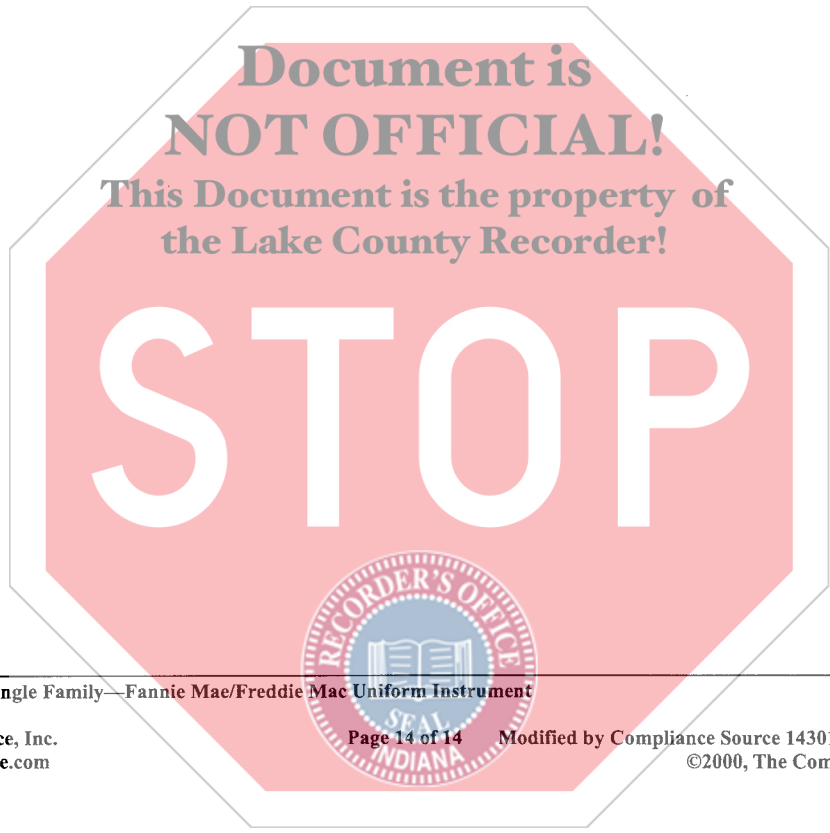 Document is
NOT OFFICIAL!
This Document is the property of
the Lake County Recorder!
STOP
RECORDER'S OFFICE
SEAL
INDIANA
ngle Family—Fannie Mae/Freddie Mac Uniform Instrument
ce, Inc. Page 14 of 14 Modified by Compliance Source 14301
e.com ©2000, The Com